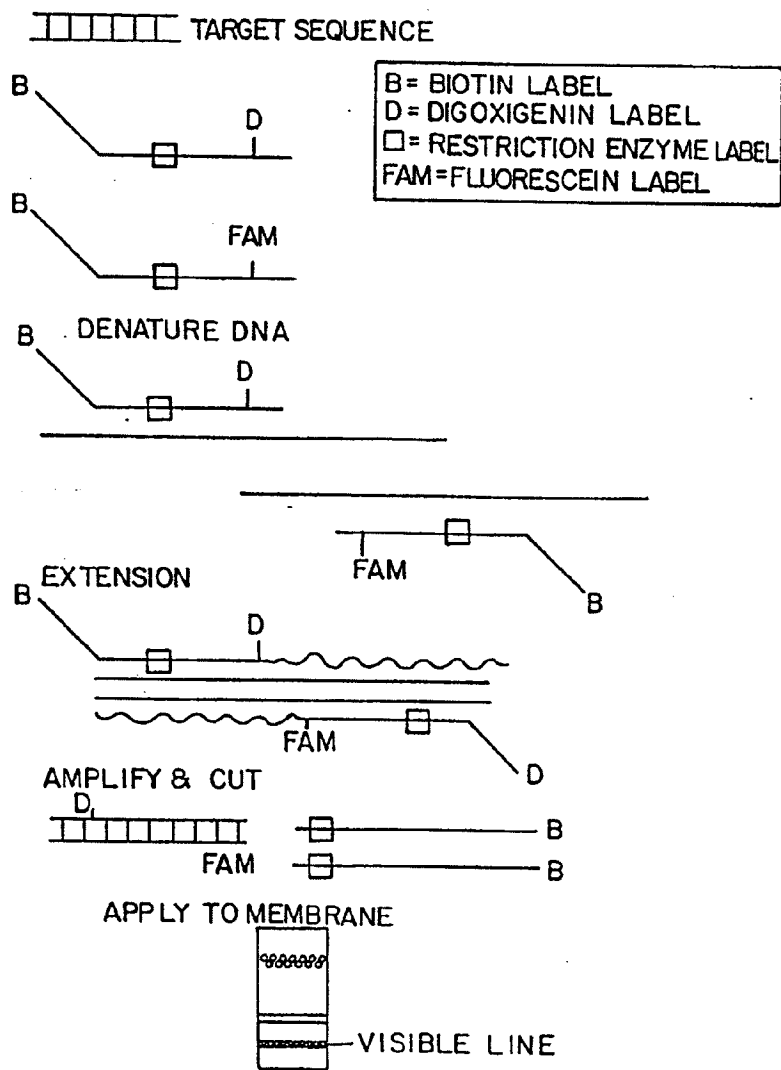 TARGET SEQUENCE
B = BIOTIN LABEL
D = DIGOXIGENIN LABEL
□ = RESTRICTION ENZYME LABEL
FAM = FLUORESCEIN LABEL
B
D
B
FAM
DENATURE DNA
B
D
FAM
B
EXTENSION
B
D
FAM
D
AMPLIFY & CUT
D
B
FAM
B
APPLY TO MEMBRANE
VISIBLE LINE